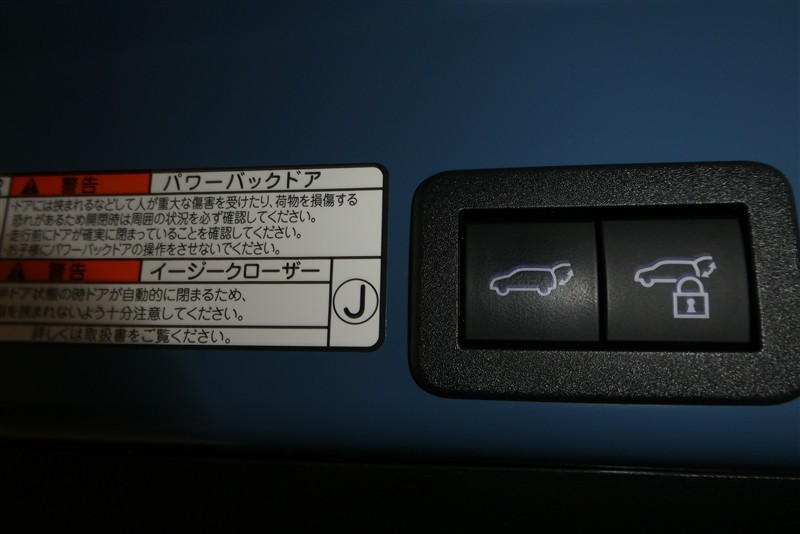 警告 パワーバックドア
ドアには挟まれるなどして人が重大な傷害を受けたり、荷物を損傷する
恐れがあるため開閉時は周囲の状況を必ず確認してください。
走行前にドアが確実に閉まっていることを確認してください。
お子様にパワーバックドアの操作をさせないでください。
警告 イージークローザー
ドア状態の時ドアが自動的に閉まるため、
を挟まれないよう十分注意してください。
J
詳しくは取扱書をご覧ください。